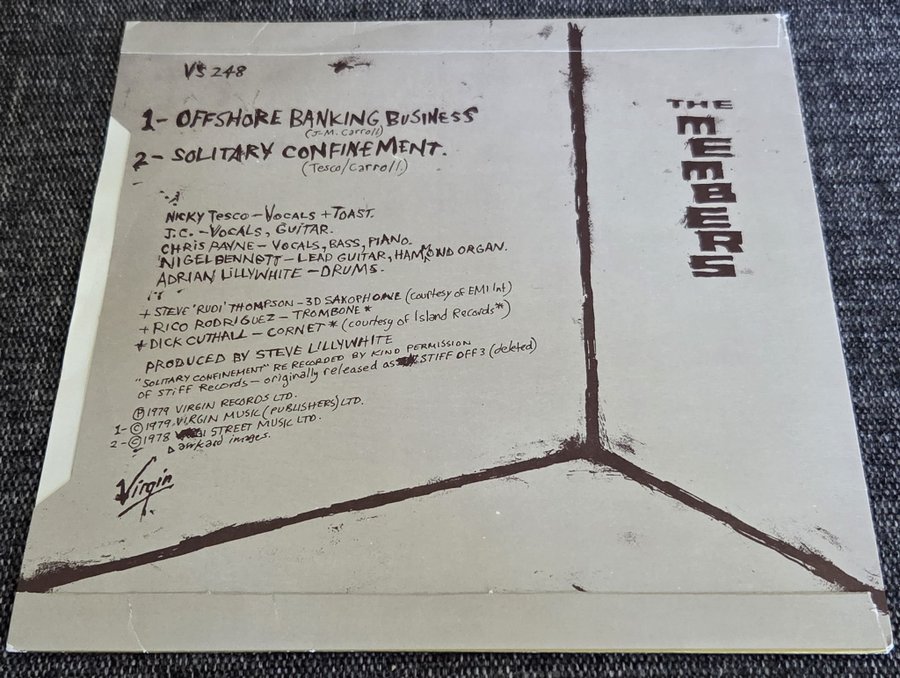 VS 248
1- OFFSHORE BANKING BUSINESS
(J.M. Carroll)
2- SOLITARY CONFINEMENT.
(Tesco/Carroll)
NICKY TESCO - VOCALS + TOAST.
J.C. - VOCALS, GUITAR.
CHRIS PAYNE - VOCALS, BASS, PIANO.
NIGEL BENNETT - LEAD GUITAR, HAMMOND ORGAN.
ADRIAN LILLYWHITE - DRUMS.
+ STEVE 'RUDI' THOMPSON - 3D SAXOPHONE (courtesy of EMI Int)
+ RICO RODRIGUEZ - TROMBONE *
* DICK CUTHALL - CORNET * (courtesy of Island Records *)
PRODUCED BY STEVE LILLYWHITE
"SOLITARY CONFINEMENT" RE RECORDED BY KIND PERMISSION
OF STIFF Records - originally released as STIFF OFF 3 (deleted)
℗ 1979 VIRGIN RECORDS LTD.
1- © 1979 VIRGIN MUSIC (PUBLISHERS) LTD.
2- © 1978 STREET MUSIC LTD.
awkard images.
Virgin
THE
MEMBERS